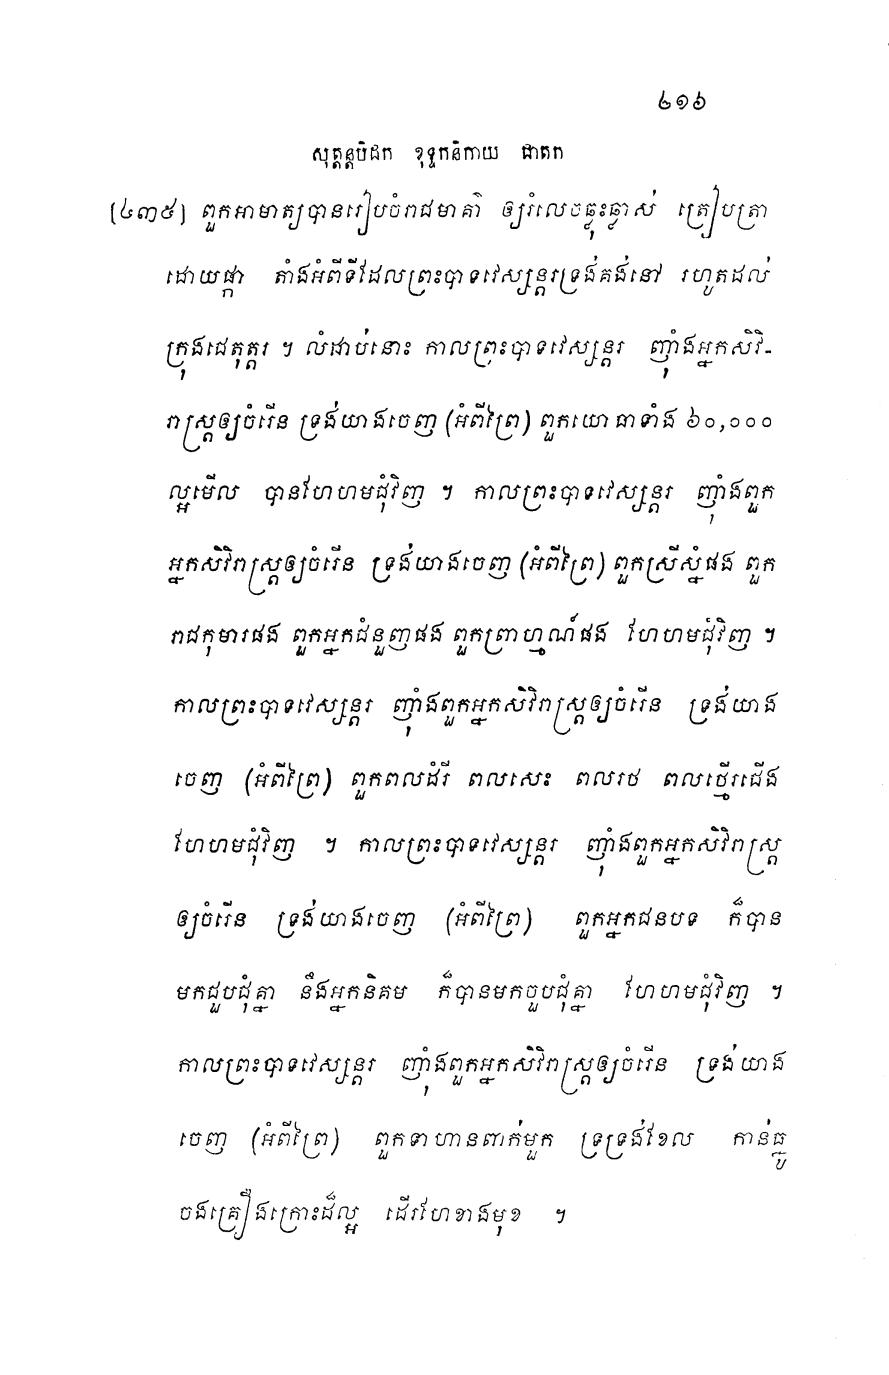 ២១៦
សុត្តន្តបិដក ខុទ្ទកនិកាយ ជាតក
(៤៣៥) ពួកអាមាត្យបានរៀបចំរាជមាគ៌ា ឲ្យរំលេចធ្លុះធ្លាស់ ត្រៀបត្រា
ដោយផ្កា តាំងអំពីទីដែលព្រះបាទវេស្សន្តរទ្រង់គង់នៅ រហូតដល់
ក្រុងជេតុត្តរ ។ លំដាប់នោះ កាលព្រះបាទវេស្សន្តរ ញ៉ាំងអ្នកសិវិ-
រាស្ត្រឲ្យចំរើន ទ្រង់យាងចេញ (អំពីព្រៃ) ពួកយោធាទាំង ៦០,០០០
ល្អមើល បានហែហមជុំវិញ ។ កាលព្រះបាទវេស្សន្តរ ញ៉ាំងពួក
អ្នកសិវិរាស្ត្រឲ្យចំរើន ទ្រង់យាងចេញ (អំពីព្រៃ) ពួកស្រីស្នំផង ពួក
រាជកុមារផង ពួកអ្នកជំនួញផង ពួកព្រាហ្មណ៍ផង ហែហមជុំវិញ ។
កាលព្រះបាទវេស្សន្តរ ញ៉ាំងពួកអ្នកសិវិរាស្ត្រឲ្យចំរើន ទ្រង់យាង
ចេញ (អំពីព្រៃ) ពួកពលដំរី ពលសេះ ពលរថ ពលថ្មើរជើង
ហែហមជុំវិញ ។ កាលព្រះបាទវេស្សន្តរ ញ៉ាំងពួកអ្នកសិវិរាស្ត្រ
ឲ្យចំរើន ទ្រង់យាងចេញ (អំពីព្រៃ) ពួកអ្នកជនបទ ក៏បាន
មកជួបជុំគ្នា នឹងអ្នកនិគម ក៏បានមកចួបជុំគ្នា ហែហមជុំវិញ ។
កាលព្រះបាទវេស្សន្តរ ញ៉ាំងពួកអ្នកសិវិរាស្ត្រឲ្យចំរើន ទ្រង់យាង
ចេញ (អំពីព្រៃ) ពួកទាហានពាក់មួក ទ្រទ្រង់ខែល កាន់ធ្នូ
ចងគ្រឿងក្រោះដ៏ល្អ ដើរហែខាងមុខ ។